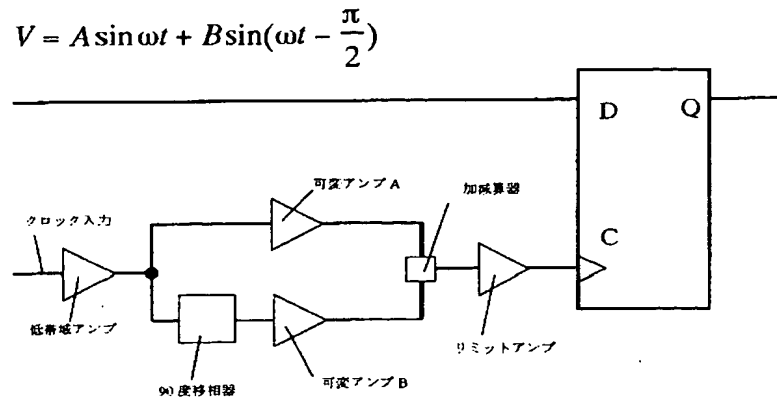 V = A sin ωt + B sin(ωt - π/2)
D Q
可変アンプA
加減算器
クロック入力
C
低帯域アンプ
リミットアンプ
90度移相器
可変アンプB